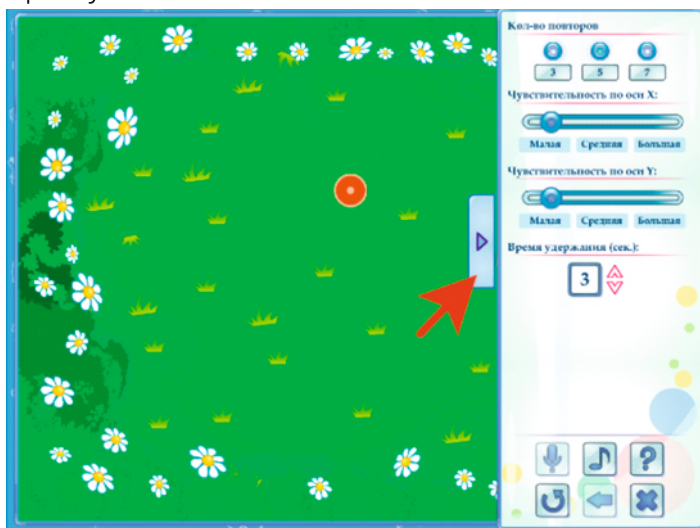 Кол-во повторов
3 5 7
Чувствительность по оси X:
Малая Средняя Большая
Чувствительность по оси Y:
Малая Средняя Большая
Время удержания (сек.):
3
?